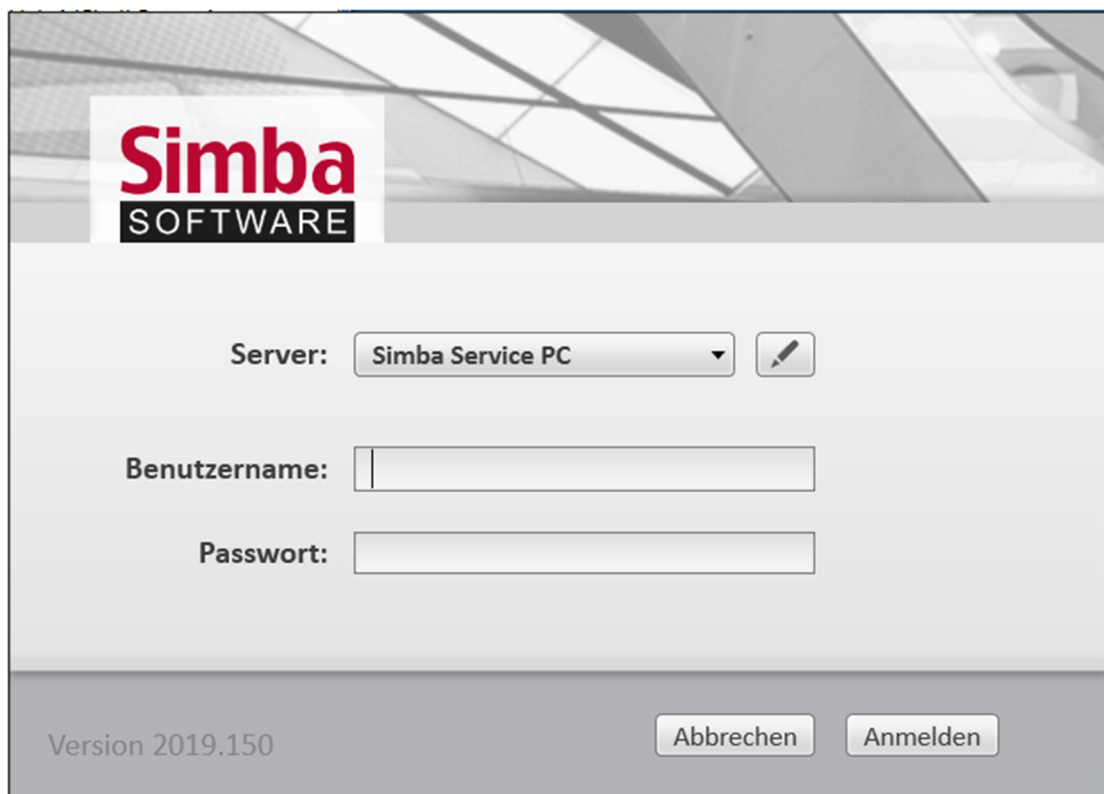 Simba
SOFTWARE
Server: Simba Service PC
Benutzername:
Passwort:
Version 2019.150 Abbrechen Anmelden